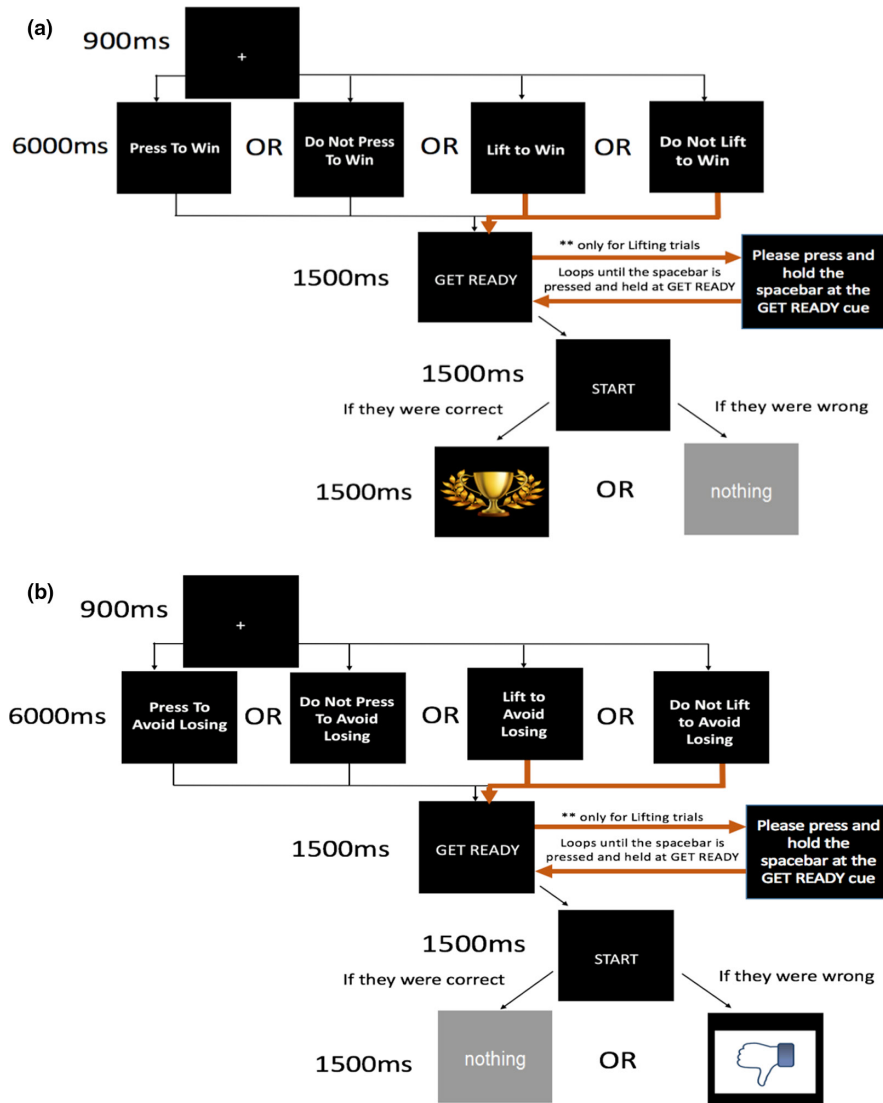 (a)
900ms
+
6000ms
Press To Win
OR
Do Not Press
To Win
OR
Lift to Win
OR
Do Not Lift
to Win
1500ms
GET READY
** only for Lifting trials
Loops until the spacebar is
pressed and held at GET READY
Please press and
hold the
spacebar at the
GET READY cue
1500ms
START
If they were correct
If they were wrong
1500ms
OR
nothing
(b)
900ms
+
6000ms
Press To
Avoid Losing
OR
Do Not Press
To Avoid
Losing
OR
Lift to
Avoid
Losing
OR
Do Not Lift
to Avoid
Losing
1500ms
GET READY
** only for Lifting trials
Loops until the spacebar is
pressed and held at GET READY
Please press and
hold the
spacebar at the
GET READY cue
1500ms
START
If they were correct
If they were wrong
1500ms
nothing
OR